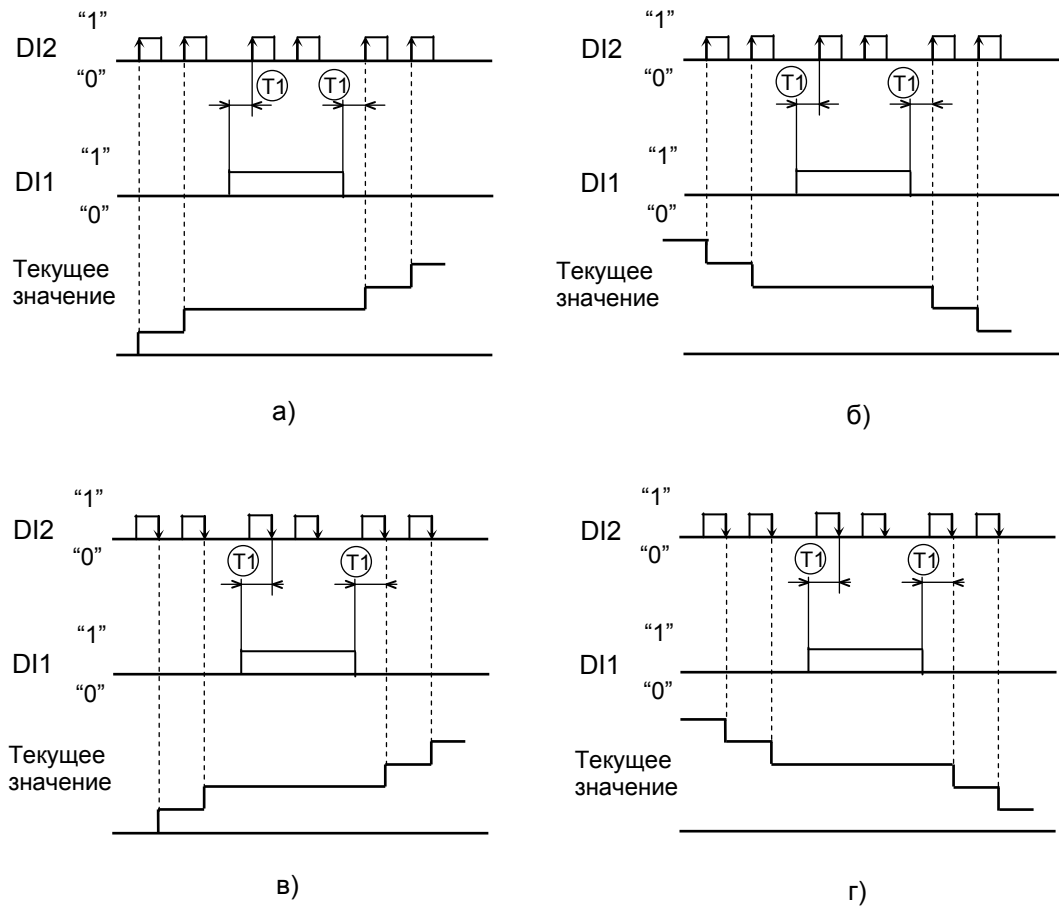 “1”
DI2
“0”
T1
T1
“1”
DI1
“0”
Текущее
значение
а)
“1”
DI2
“0”
T1
T1
“1”
DI1
“0”
Текущее
значение
б)
“1”
DI2
“0”
T1
T1
“1”
DI1
“0”
Текущее
значение
в)
“1”
DI2
“0”
T1
T1
“1”
DI1
“0”
Текущее
значение
г)